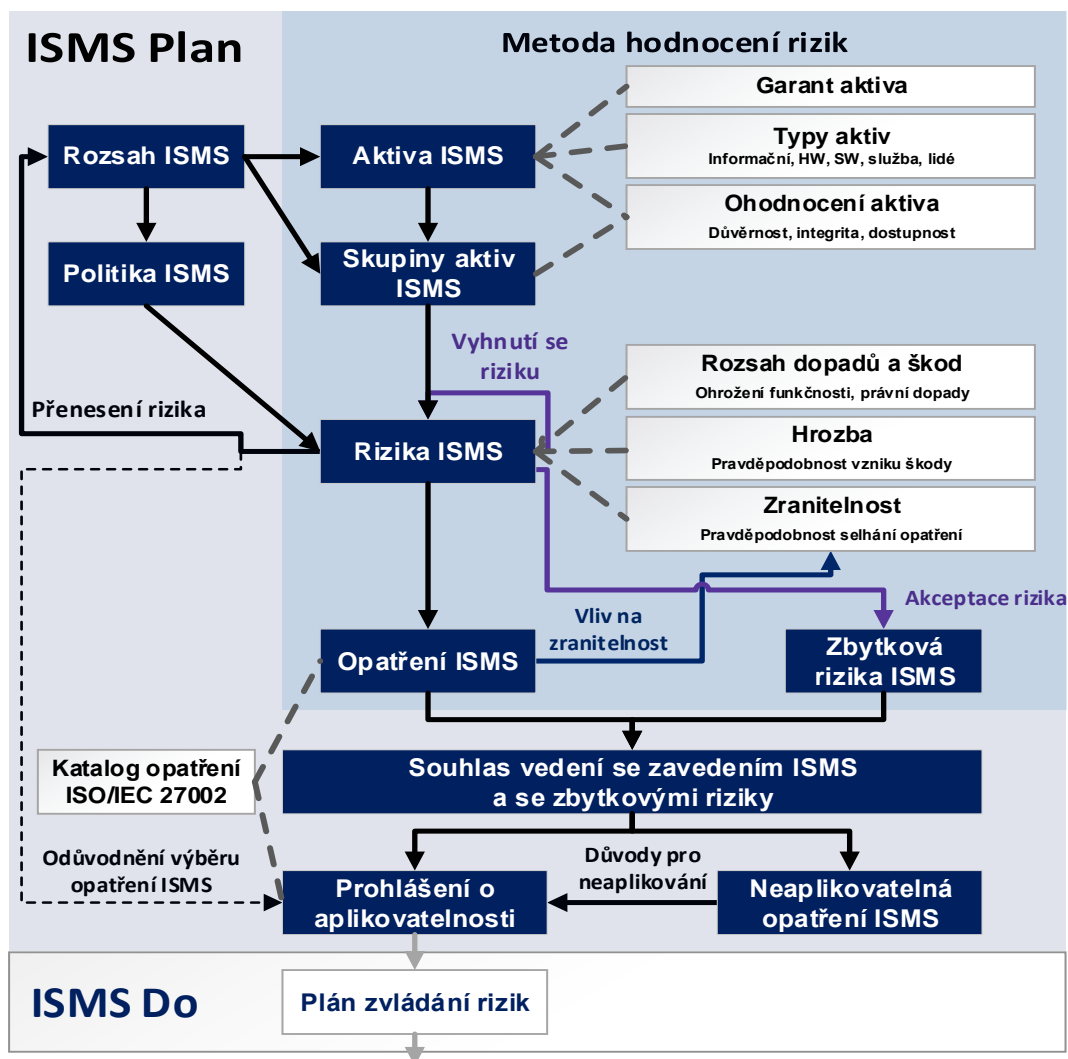 ISMS Plan
Metoda hodnocení rizik
Garant aktiva
Rozsah ISMS
Aktiva ISMS
Typy aktiv
Informační, HW, SW, služba, lidé
Ohodnocení aktiva
Důvěrnost, integrita, dostupnost
Politika ISMS
Skupiny aktiv
ISMS
Vyhnutí se
riziku
Rozsah dopadů a škod
Ohrožení funkčnosti, právní dopady
Přenesení rizika
Rizika ISMS
Hrozba
Pravděpodobnost vzniku škody
Zranitelnost
Pravděpodobnost selhání opatření
Akceptace rizika
Vliv na
zranitelnost
Opatření ISMS
Zbytková
rizika ISMS
Katalog opatření
ISO/IEC 27002
Souhlas vedení se zavedením ISMS
a se zbytkovými riziky
Odůvodnění výběru
opatření ISMS
Důvody pro
neaplikování
Prohlášení o
aplikovatelnosti
Neaplikovatelná
opatření ISMS
ISMS Do
Plán zvládání rizik